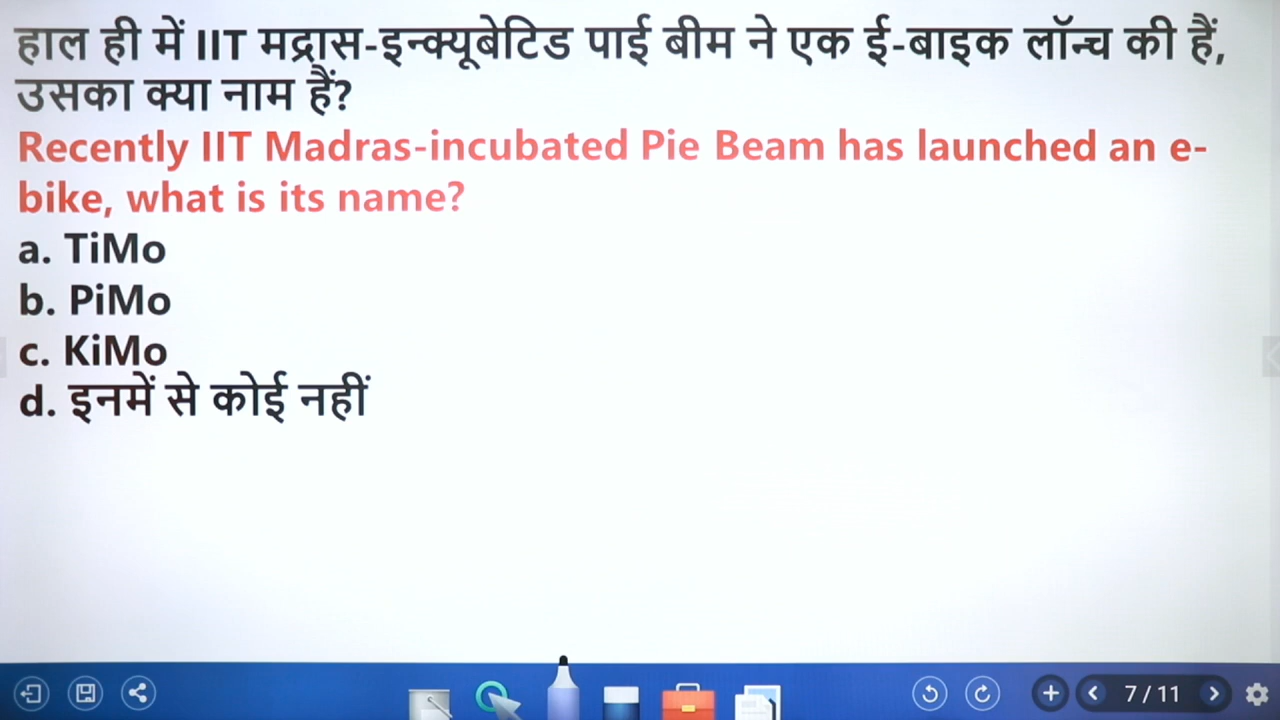 हाल ही में IIT मद्रास-इन्क्यूबेटिड पाई बीम ने एक ई-बाइक लॉन्च की हैं,
उसका क्या नाम हैं?
Recently IIT Madras-incubated Pie Beam has launched an e-
bike, what is its name?
a. TiMo
b. PiMo
c. KiMo
d. इनमें से कोई नहीं
7 / 11